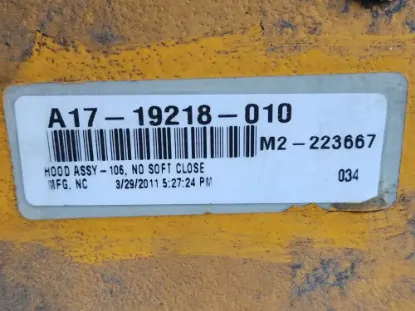 A17-19218-010
M2-223667
HOOD ASSY-106, NO SOFT CLOSE
MFG, NC 3/29/2011 5:27:24 PM
034